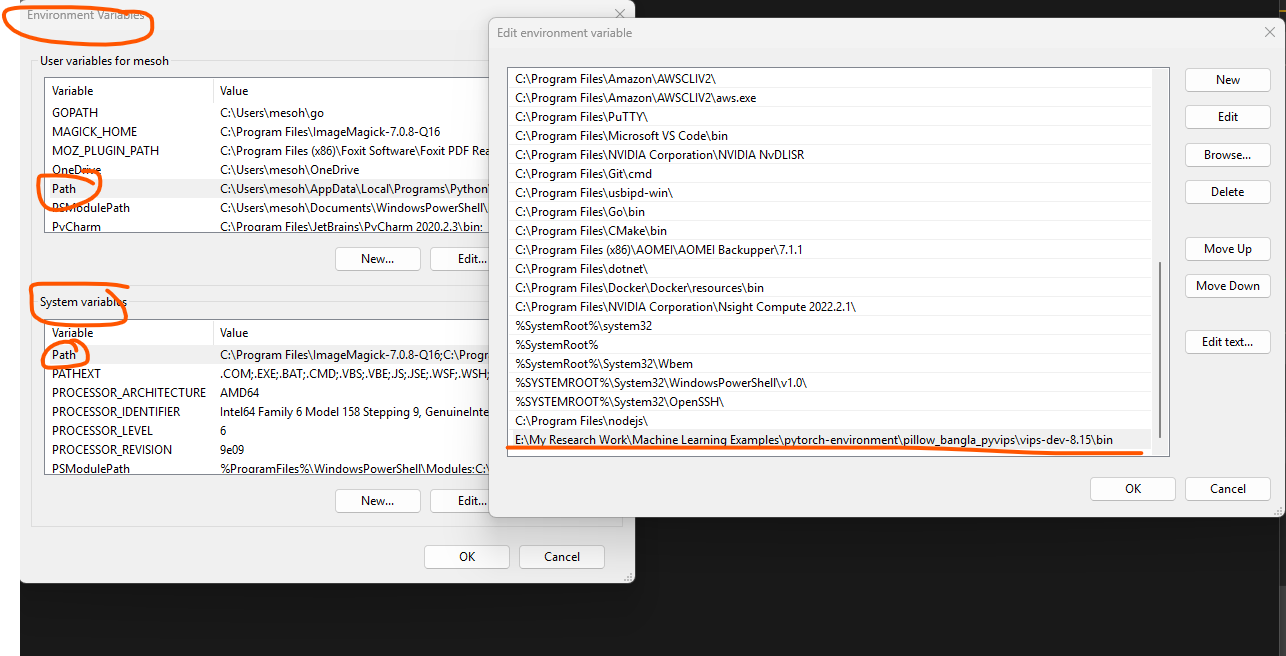 Environment Variables
User variables for mesoh
Variable Value
GOPATH C:\Users\mesoh\go
MAGICK_HOME C:\Program Files\ImageMagick-7.0.8-Q16
MOZ_PLUGIN_PATH C:\Program Files (x86)\Foxit Software\Foxit PDF Rea
OneDrive C:\Users\mesoh\OneDrive
Path C:\Users\mesoh\AppData\Local\Programs\Python
PSModulePath C:\Users\mesoh\Documents\WindowsPowerShell\
PyCharm C:\Program Files\JetBrains\PyCharm 2020.2.3\bin;
New... Edit...
System variables
Variable Value
Path C:\Program Files\ImageMagick-7.0.8-Q16;C:\Progr
PATHEXT .COM;.EXE;.BAT;.CMD;.VBS;.VBE;.JS;.JSE;.WSF;.WSH;
PROCESSOR_ARCHITECTURE AMD64
PROCESSOR_IDENTIFIER Intel64 Family 6 Model 158 Stepping 9, GenuineInte
PROCESSOR_LEVEL 6
PROCESSOR_REVISION 9e09
PSModulePath %ProgramFiles%\WindowsPowerShell\Modules;C:\
New... Edit...
OK Cancel
Edit environment variable
C:\Program Files\Amazon\AWSCLIV2\
C:\Program Files\Amazon\AWSCLIV2\aws.exe
C:\Program Files\PuTTY\
C:\Program Files\Microsoft VS Code\bin
C:\Program Files\NVIDIA Corporation\NVIDIA NvDLISR
C:\Program Files\Git\cmd
C:\Program Files\usbipd-win\
C:\Program Files\Go\bin
C:\Program Files\CMake\bin
C:\Program Files (x86)\AOMEI\AOMEI Backupper\7.1.1
C:\Program Files\dotnet\
C:\Program Files\Docker\Docker\resources\bin
C:\Program Files\NVIDIA Corporation\Nsight Compute 2022.2.1\
%SystemRoot%\system32
%SystemRoot%
%SystemRoot%\System32\Wbem
%SYSTEMROOT%\System32\WindowsPowerShell\v1.0\
%SYSTEMROOT%\System32\OpenSSH\
C:\Program Files\nodejs\
E:\My Research Work\Machine Learning Examples\pytorch-environment\pillow_bangla_pyvips\vips-dev-8.15\bin
New
Edit
Browse...
Delete
Move Up
Move Down
Edit text...
OK Cancel